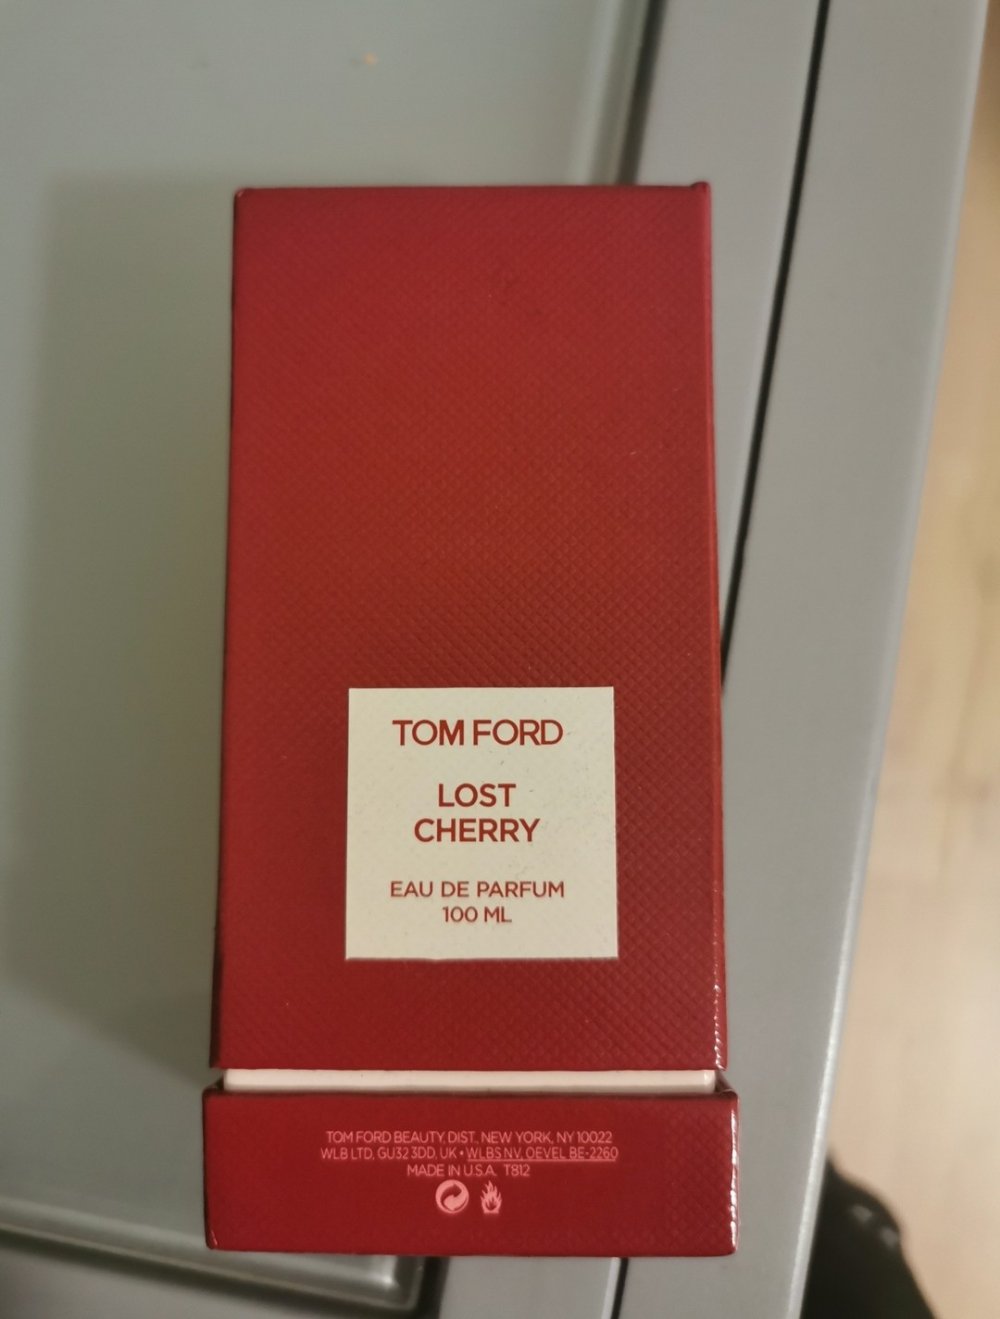 TOM FORD
LOST
CHERRY
EAU DE PARFUM
100 ML
TOM FORD BEAUTY, DIST. NEW YORK, NY 10022
WLB LTD, GU32 3DD, UK • WLBS NV, OEVEL BE-2260
MADE IN U.S.A. T812